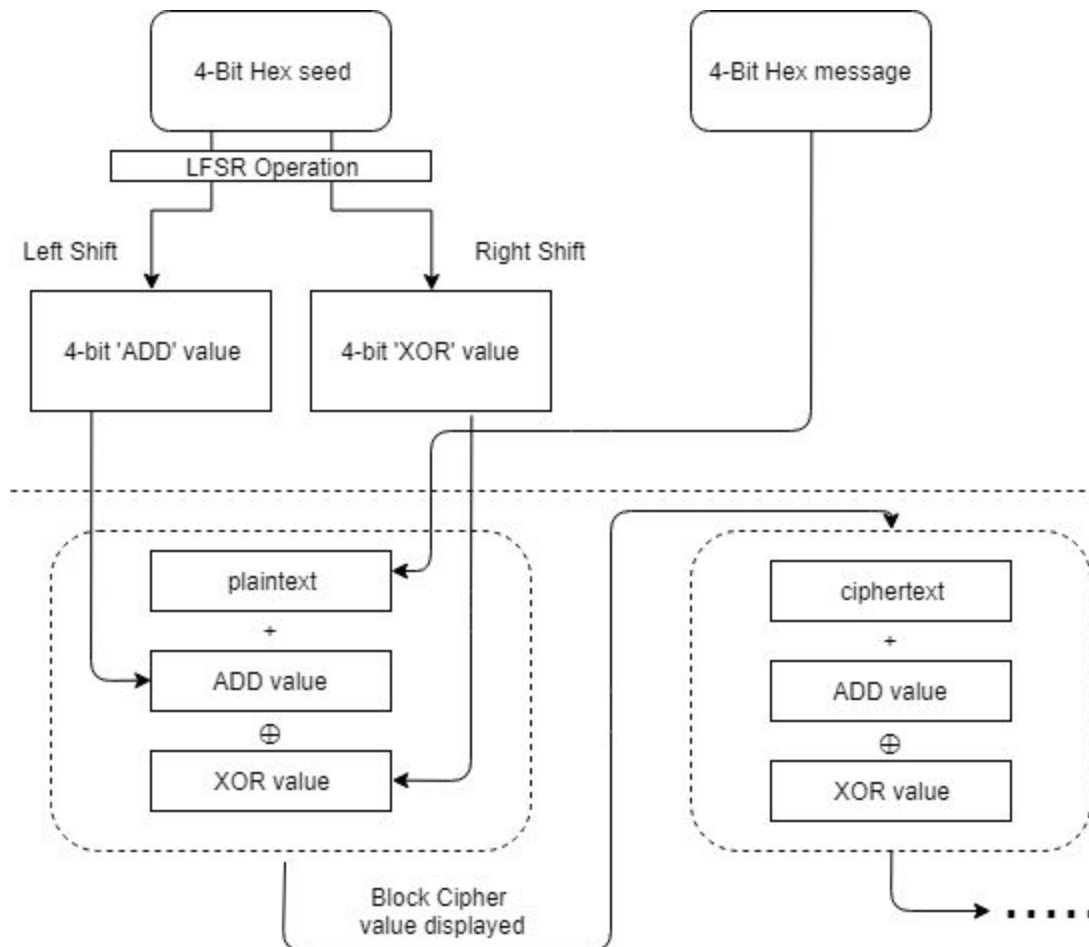 4-Bit Hex seed
4-Bit Hex message
LFSR Operation
Left Shift
Right Shift
4-bit 'ADD' value
4-bit 'XOR' value
plaintext
+
ADD value
⊕
XOR value
ciphertext
+
ADD value
⊕
XOR value
Block Cipher
value displayed